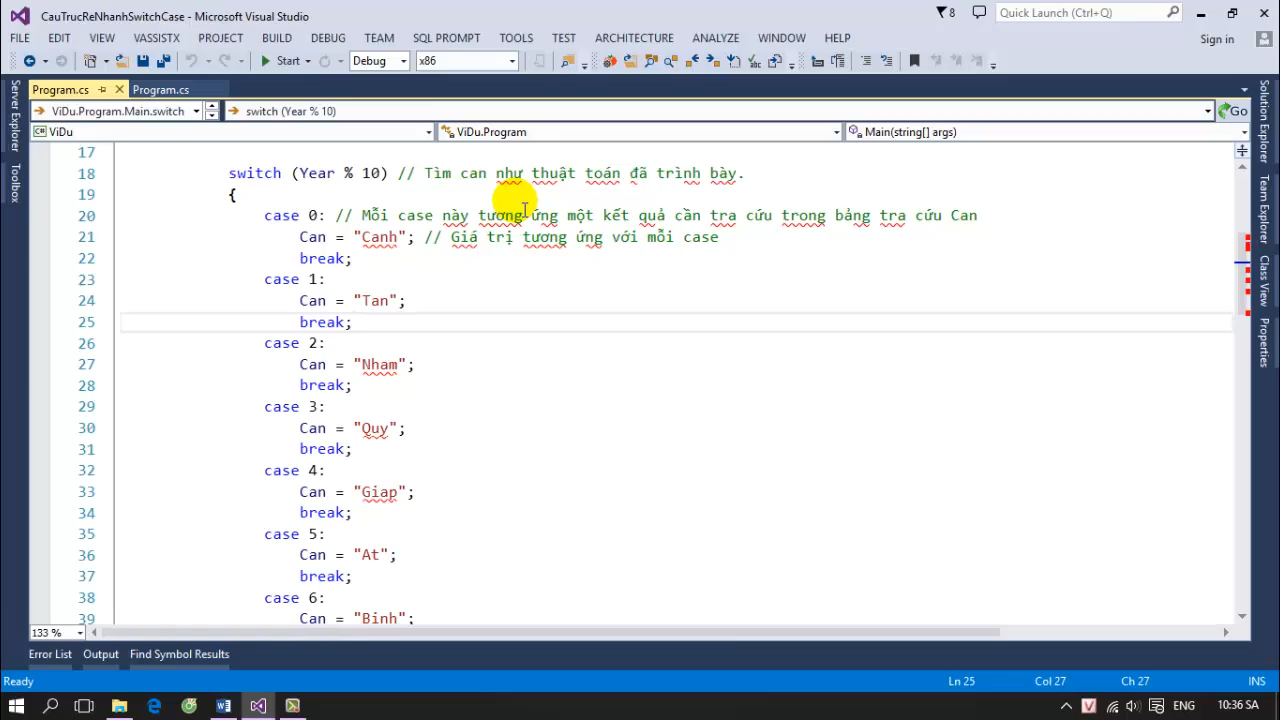 CauTrucReNhanhSwitchCase - Microsoft Visual Studio
8
Quick Launch (Ctrl+Q)
FILE EDIT VIEW VASSISTX PROJECT BUILD DEBUG TEAM SQL PROMPT TOOLS TEST ARCHITECTURE ANALYZE WINDOW HELP
Sign in
Start Debug x86
Program.cs Program.cs
ViDu.Program.Main.switch switch (Year % 10) Go
ViDu ViDu.Program Main(string[] args)
Server Explorer
Toolbox
Solution Explorer
Team Explorer
Class View
Properties
17
18 switch (Year % 10) // Tìm can như thuật toán đã trình bày.
19 {
20 case 0: // Mỗi case này tương ứng một kết quả cần tra cứu trong bảng tra cứu Can
21 Can = "Canh"; // Giá trị tương ứng với mỗi case
22 break;
23 case 1:
24 Can = "Tan";
25 break;
26 case 2:
27 Can = "Nham";
28 break;
29 case 3:
30 Can = "Quy";
31 break;
32 case 4:
33 Can = "Giap";
34 break;
35 case 5:
36 Can = "At";
37 break;
38 case 6:
39 Can = "Binh";
133 %
Error List Output Find Symbol Results
Ready Ln 25 Col 27 Ch 27 INS
V ENG 10:36 SA